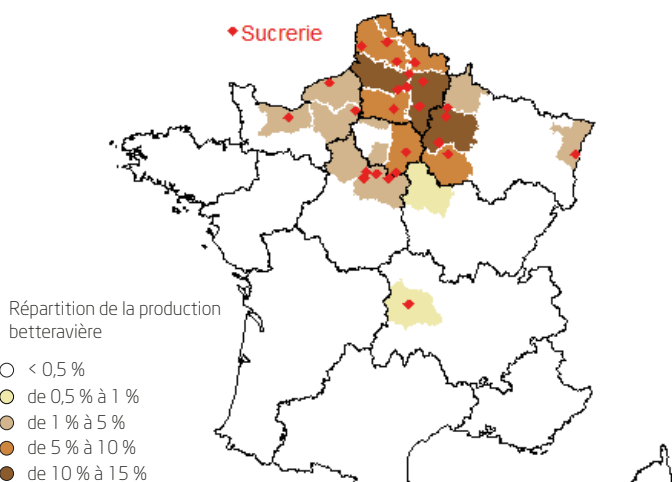 Sucrerie
Répartition de la production
betteravière
< 0,5 %
de 0,5 % à 1 %
de 1 % à 5 %
de 5 % à 10 %
de 10 % à 15 %